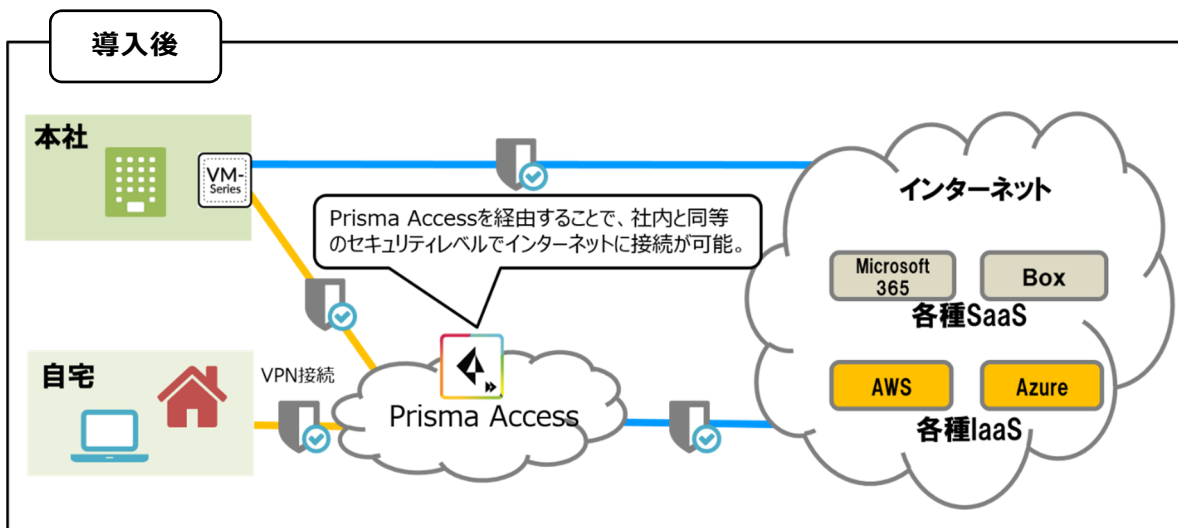 導入後
本社
VM-
Series
インターネット
Prisma Accessを経由することで、社内と同等
のセキュリティレベルでインターネットに接続が可能。
Microsoft
365
Box
各種SaaS
自宅
VPN接続
Prisma Access
AWS
Azure
各種IaaS